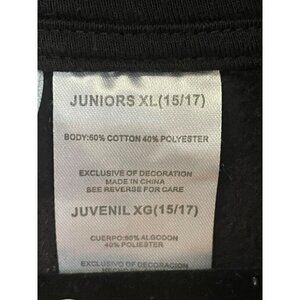 JUNIORS XL(15/17)
BODY:60% COTTON 40% POLYESTER
EXCLUSIVE OF DECORATION
MADE IN CHINA
SEE REVERSE FOR CARE
JUVENIL XG(15/17)
CUERPO:60% ALGODON
40% POLIESTER
EXCLUSIVO DE DECORACION